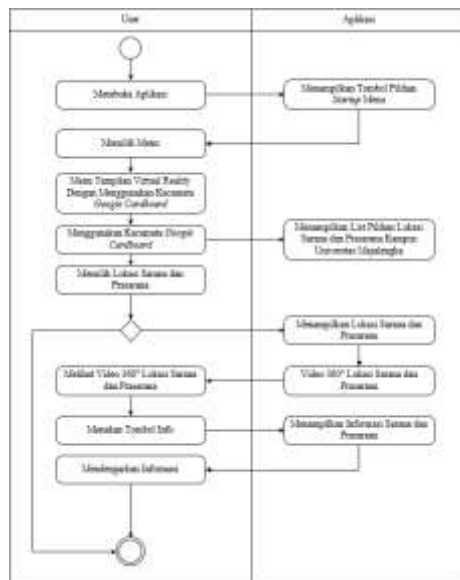 User
Aplikasi
Membuka Aplikasi
Menampilkan Tombol Pilihan
Startup Menu
Memilih Menu
Menu Tampilan Virtual Reality
Dengan Menggunakan Kacamata
Google Cardboard
Menggunakan Kacamata Google
Cardboard
Menampilkan List Pilihan Lokasi
Sarana dan Prasarana Kampus
Universitas Majalengka
Memilih Lokasi Sarana dan
Prasarana
Menampilkan Lokasi Sarana dan
Prasarana
Melihat Video 360° Lokasi Sarana
dan Prasarana
Video 360° Lokasi Sarana dan
Prasarana
Menekan Tombol Info
Menampilkan Informasi Sarana dan
Prasarana
Mendengarkan Informasi